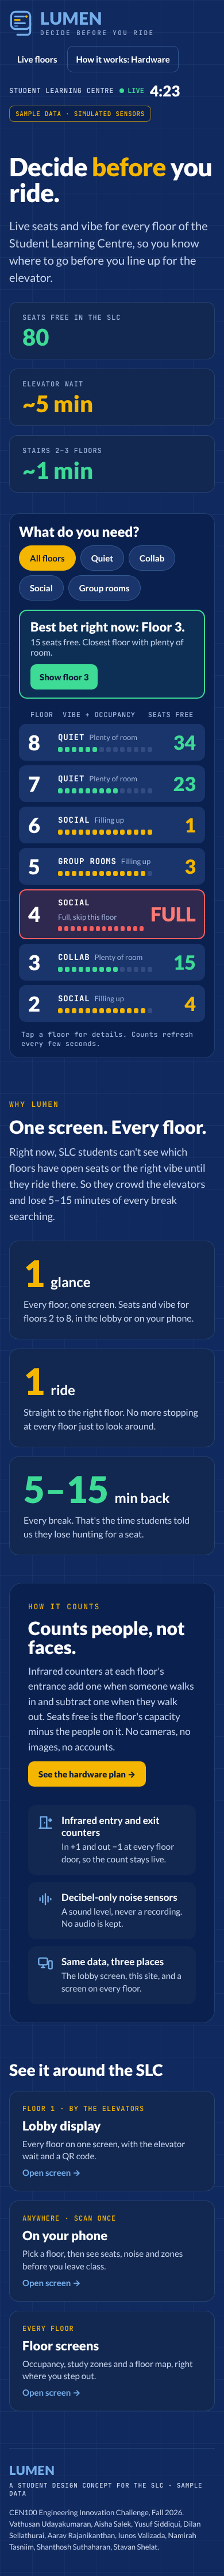 LUMEN
DECIDE BEFORE YOU RIDE
Live floors
How it works: Hardware
STUDENT LEARNING CENTRE
LIVE
4:23
SAMPLE DATA · SIMULATED SENSORS
Decide before you
ride.
Live seats and vibe for every floor of the
Student Learning Centre, so you know
where to go before you line up for the
elevator.
SEATS FREE IN THE SLC
80
ELEVATOR WAIT
~5 min
STAIRS 2–3 FLOORS
~1 min
What do you need?
All floors
Quiet
Collab
Social
Group rooms
Best bet right now: Floor 3.
15 seats free. Closest floor with plenty of
room.
Show floor 3
FLOOR VIBE + OCCUPANCY SEATS FREE
8 QUIET Plenty of room 34
7 QUIET Plenty of room 23
6 SOCIAL Filling up 1
5 GROUP ROOMS Filling up 3
4 SOCIAL
Full, skip this floor
FULL
3 COLLAB Plenty of room 15
2 SOCIAL Filling up 4
Tap a floor for details. Counts refresh
every few seconds.
WHY LUMEN
One screen. Every floor.
Right now, SLC students can't see which
floors have open seats or the right noise until
they ride there. So they crowd the elevators
and lose 5–15 minutes of every break
searching.
1 glance
Every floor, one screen. Seats and vibe for
floors 2 to 8, in the lobby or on your phone.
1 ride
Straight to the right floor. No more stopping
at every floor just to look around.
5–15 min back
Every break. That's the time students told
us they lose hunting for a seat.
HOW IT COUNTS
Counts people, not
faces.
Infrared counters at each floor's
entrance add one when someone walks
in and subtract one when they walk
out. Seats free is the floor's capacity
minus the people on it. No cameras, no
images, no accounts.
See the hardware plan →
Infrared entry and exit
counters
In +1 and out −1 at every floor
door, so the count stays live.
Decibel-only noise sensors
A sound level, never a recording.
No audio is kept.
Same data, three places
The lobby screen, this site, and a
screen on every floor.
See it around the SLC
FLOOR 1 · BY THE ELEVATORS
Lobby display
Every floor on one screen, with the elevator
wait and a QR code.
Open screen →
ANYWHERE · SCAN ONCE
On your phone
Pick a floor, then see seats, noise and zones
before you leave class.
Open screen →
EVERY FLOOR
Floor screens
Occupancy, study zones and a floor map, right
where you step out.
Open screen →
LUMEN
A STUDENT DESIGN CONCEPT FOR THE SLC · SAMPLE
DATA
CEN100 Engineering Innovation Challenge, Fall 2026.
Vathusan Udayakumaran, Aisha Salek, Yusuf Siddiqui, Dilan
Sellathurai, Aarav Rajanikanthan, Iunos Valizada, Namirah
Tasniim, Shanthosh Suthaharan, Stavan Shelat.